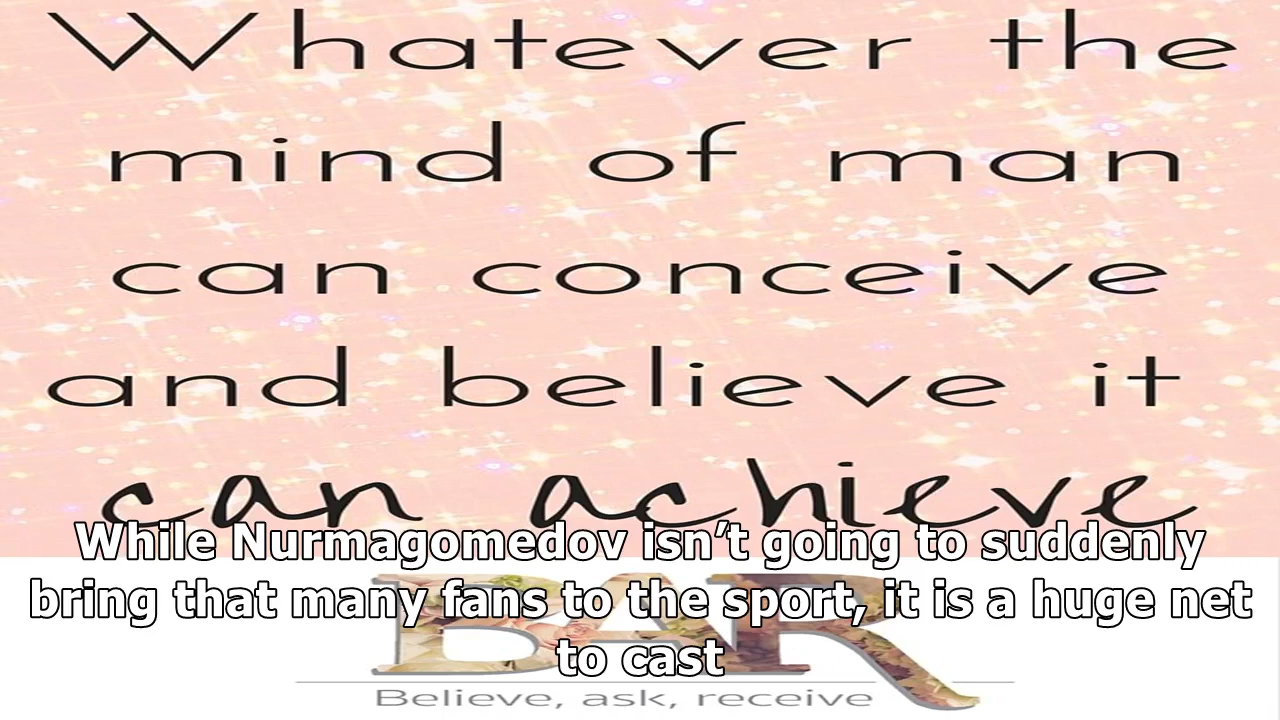 Whatever the
mind of man
can conceive
and believe it
can achieve
While Nurmagomedov isn’t going to suddenly
bring that many fans to the sport, it is a huge net
to cast
BAR
Believe, ask, receive